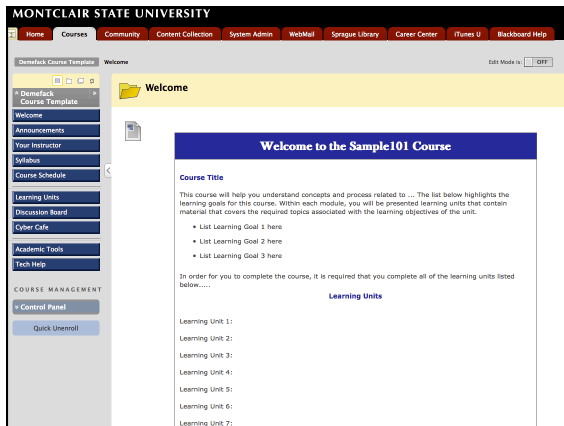 MONTCLAIR STATE UNIVERSITY
Home Courses Community Content Collection System Admin WebMail Sprague Library Career Center iTunes U Blackboard Help
Demefack Course Template Welcome Edit Mode is: OFF
Demefack
Course Template
Welcome
Announcements
Your Instructor
Syllabus
Course Schedule
Learning Units
Discussion Board
Cyber Cafe
Academic Tools
Tech Help
COURSE MANAGEMENT
Control Panel
Quick Unenroll
Welcome
Welcome to the Sample101 Course
Course Title
This course will help you understand concepts and process related to ... The list below highlights the
learning goals for this course. Within each module, you will be presented learning units that contain
material that covers the required topics associated with the learning objectives of the unit.
• List Learning Goal 1 here
• List Learning Goal 2 here
• List Learning Goal 3 here
In order for you to complete the course, it is required that you complete all of the learning units listed
below.....
Learning Units
Learning Unit 1:
Learning Unit 2:
Learning Unit 3:
Learning Unit 4:
Learning Unit 5:
Learning Unit 6:
Learning Unit 7: